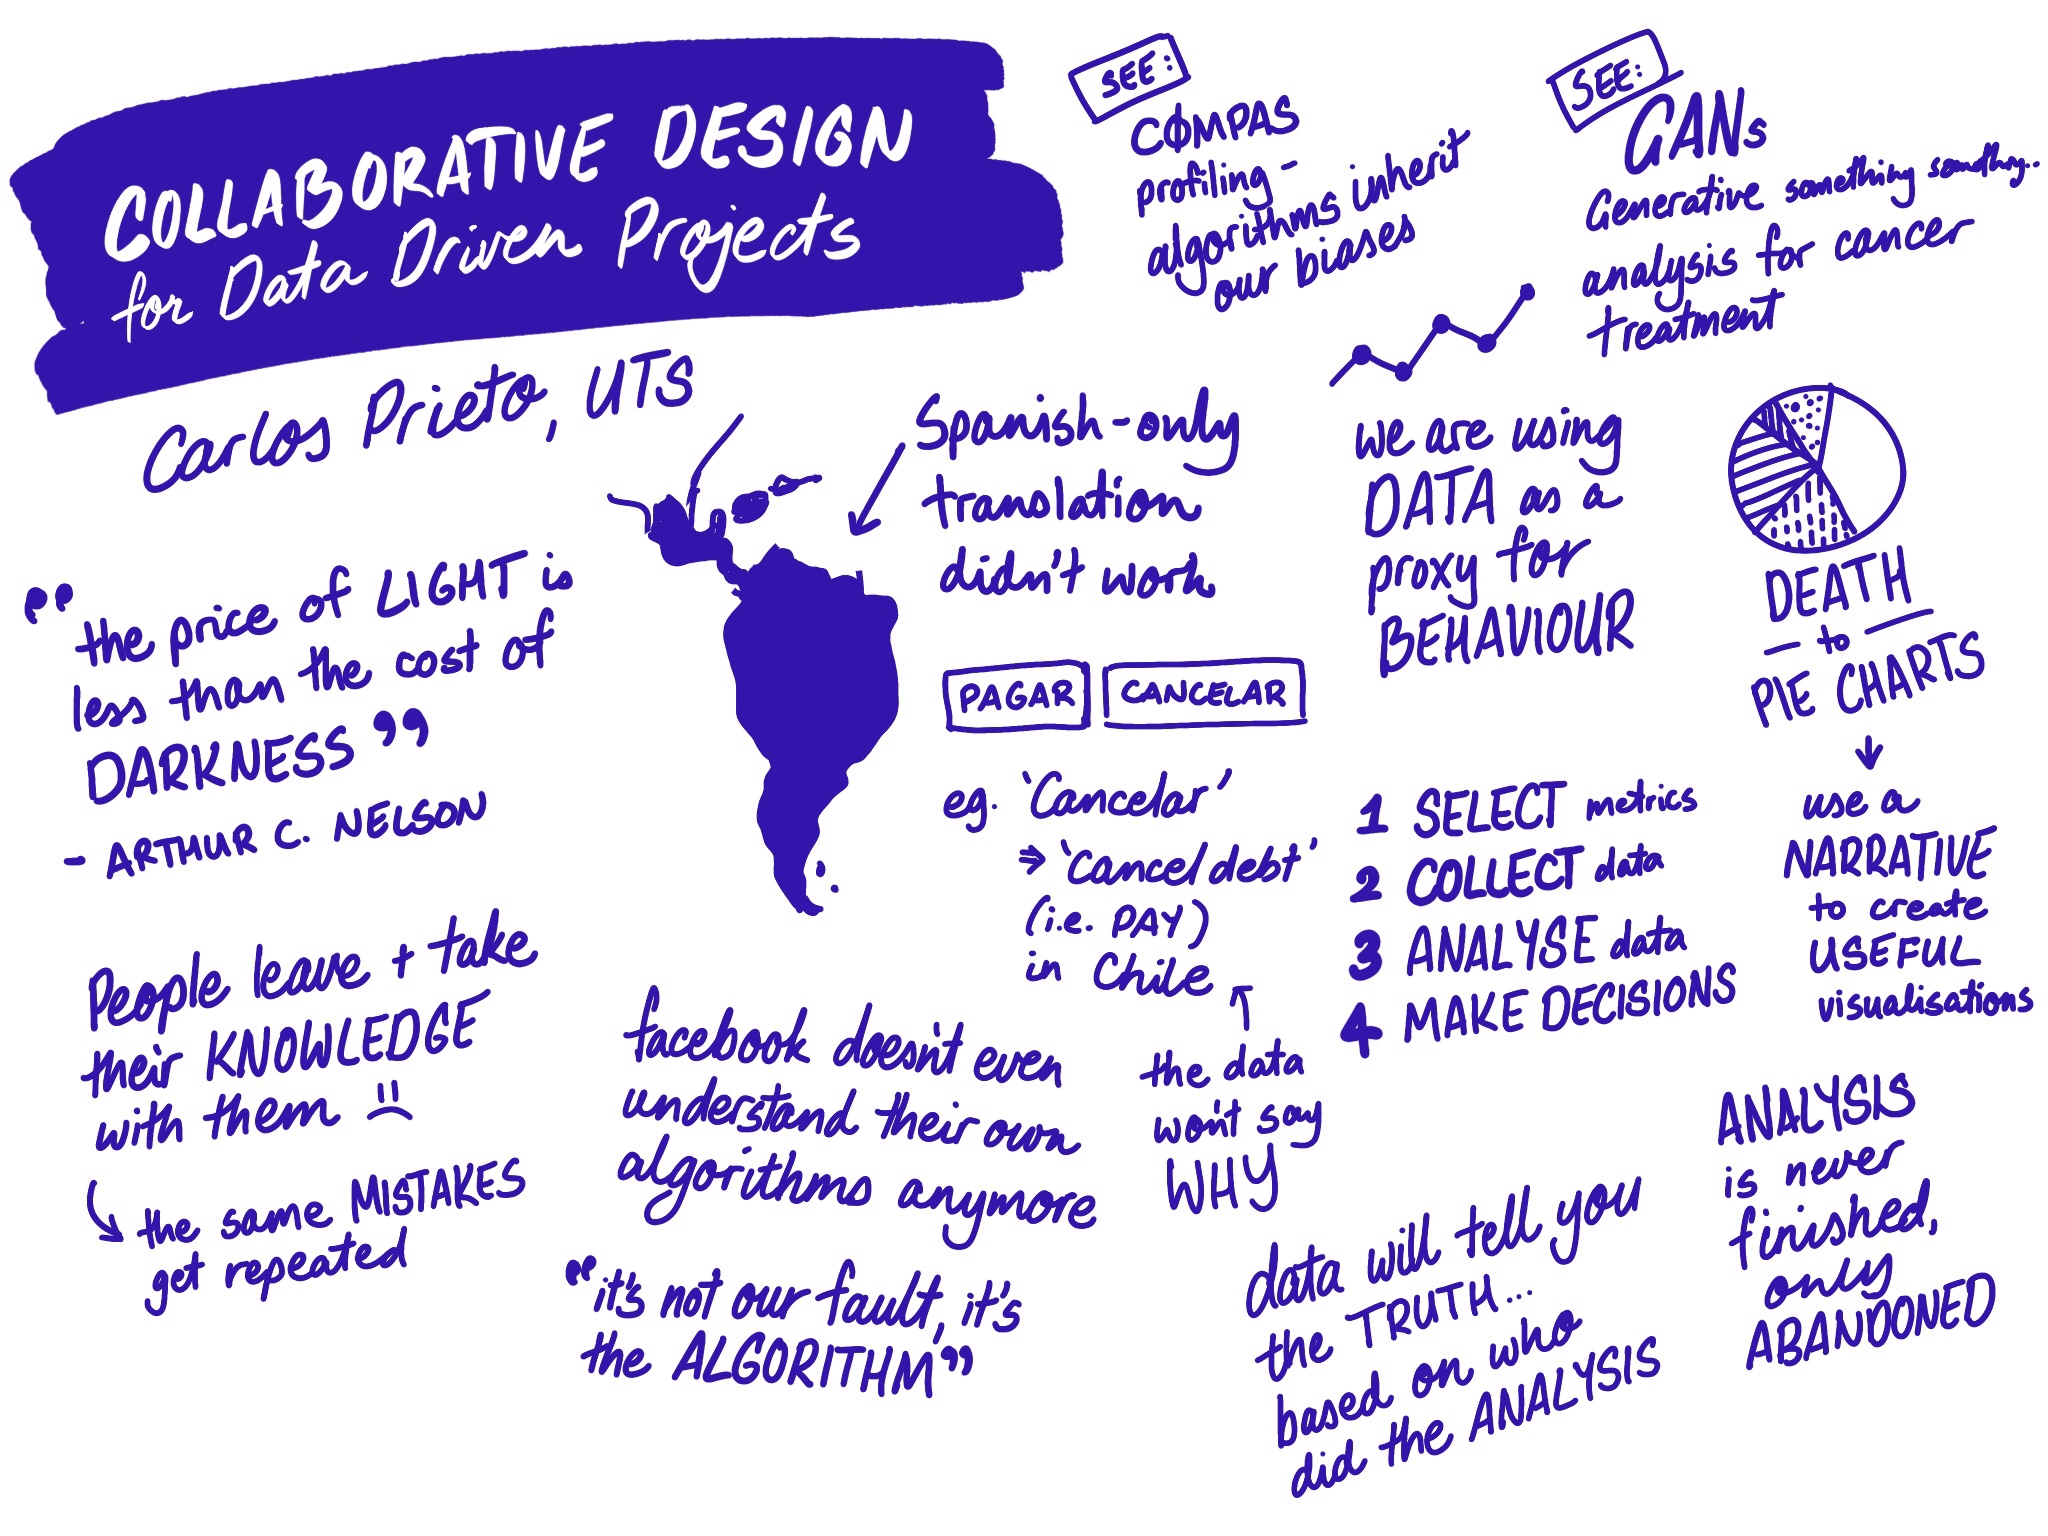 COLLABORATIVE DESIGN
for Data Driven Projects
Carlos Prieto, UTS
"the price of LIGHT is
less than the cost of
DARKNESS"
- ARTHUR C. NELSON
People leave + take
their KNOWLEDGE
with them
the same MISTAKES
get repeated
Spanish-only
translation
didn't work
PAGAR CANCELAR
eg. 'Cancelar'
⇒ 'Cancel debt'
(i.e. PAY)
in Chile
the data
won't say
WHY
facebook doesn't even
understand their own
algorithms anymore
"it's not our fault, it's
the ALGORITHM"
SEE:
COMPAS
profiling -
algorithms inherit
our biases
SEE:
GANs
Generative something something..
analysis for cancer
treatment
we are using
DATA as a
proxy for
BEHAVIOUR
1 SELECT metrics
2 COLLECT data
3 ANALYSE data
4 MAKE DECISIONS
DEATH
- to -
PIE CHARTS
use a
NARRATIVE
to create
USEFUL
visualisations
data will tell you
the TRUTH...
based on who
did the ANALYSIS
ANALYSIS
is never
finished,
only
ABANDONED